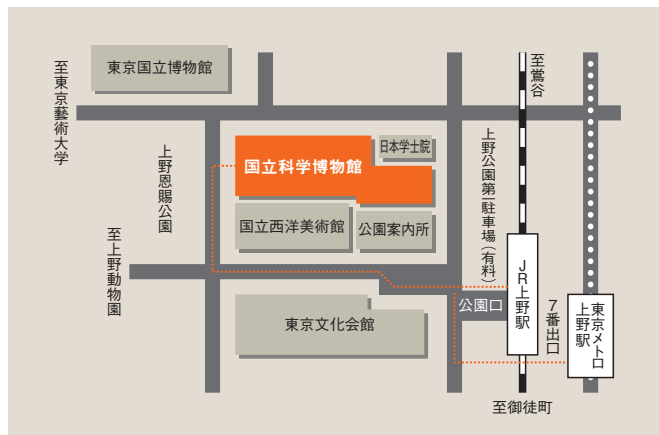 東京国立博物館
至鶯谷
至東京藝術大学
上野恩賜公園
日本学士院
国立科学博物館
上野公園第一駐車場(有料)
国立西洋美術館
公園案内所
至上野動物園
JR上野駅
公園口
7番出口
東京メトロ
上野駅
東京文化会館
至御徒町